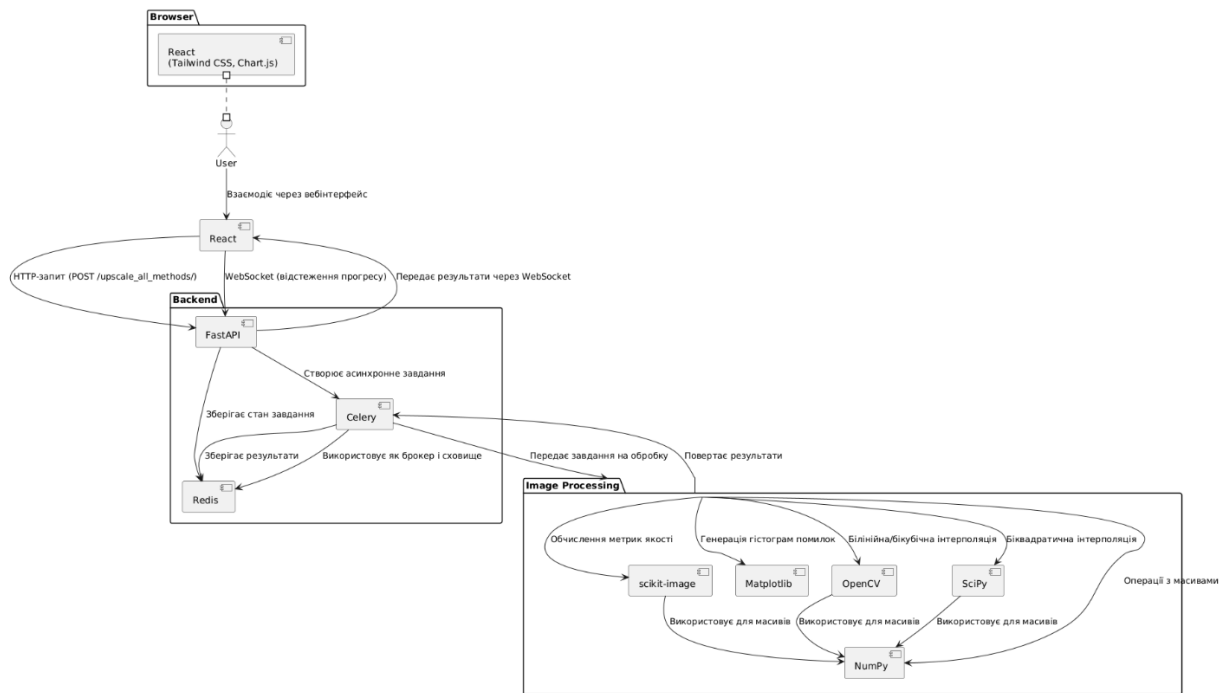 Browser
React
(Tailwind CSS, Chart.js)
User
Взаємодіє через вебінтерфейс
React
HTTP-запит (POST /upscale_all_methods/)
WebSocket (відстеження прогресу)
Передає результати через WebSocket
Backend
FastAPI
Створює асинхронне завдання
Зберігає стан завдання
Celery
Зберігає результати
Використовує як брокер і сховище
Передає завдання на обробку
Повертає результати
Redis
Image Processing
Обчислення метрик якості
Генерація гістограм помилок
Білінійна/бікубічна інтерполяція
Біквадратична інтерполяція
Операції з масивами
scikit-image
Matplotlib
OpenCV
SciPy
Використовує для масивів
Використовує для масивів
Використовує для масивів
NumPy